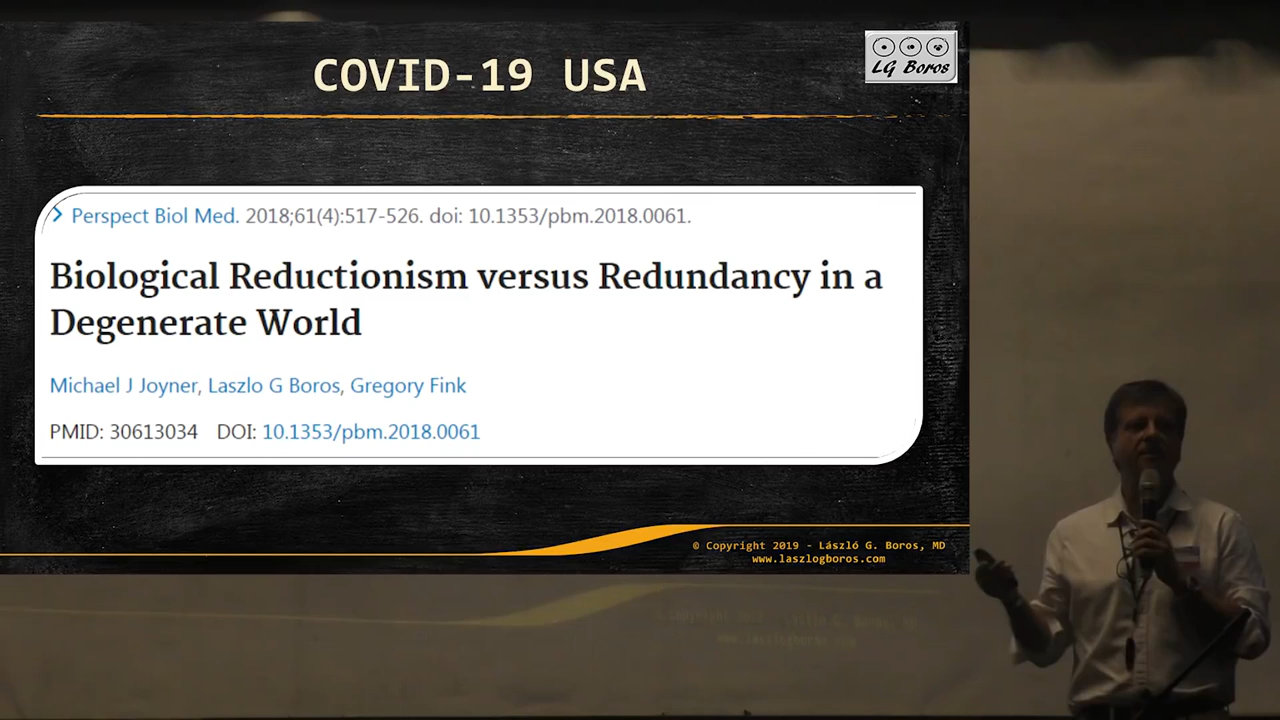 COVID-19 USA
LG Boros
Perspect Biol Med. 2018;61(4):517-526. doi: 10.1353/pbm.2018.0061.
Biological Reductionism versus Redundancy in a
Degenerate World
Michael J Joyner, Laszlo G Boros, Gregory Fink
PMID: 30613034 DOI: 10.1353/pbm.2018.0061
© Copyright 2019 - László G. Boros, MD
www.laszlogboros.com